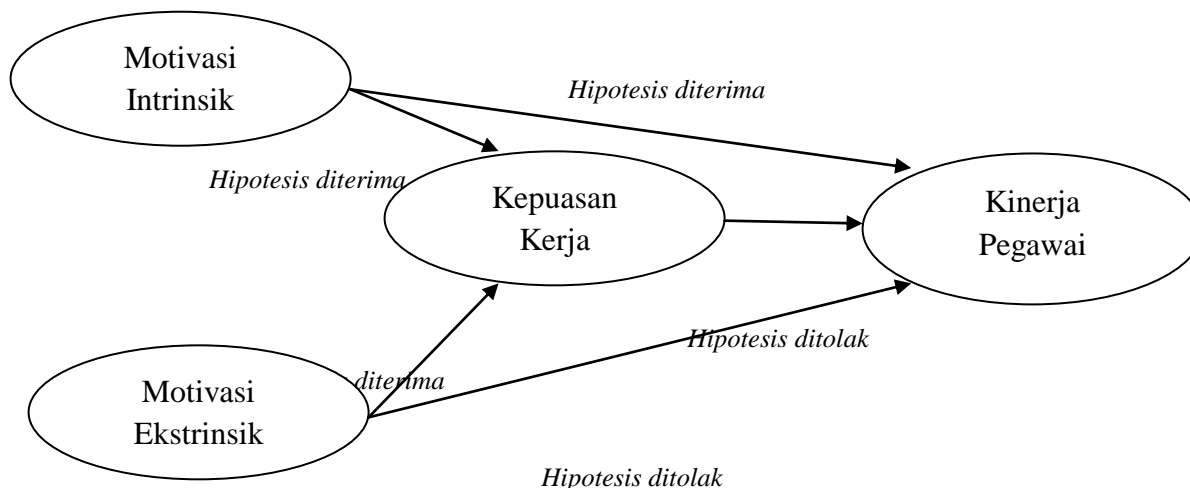 Motivasi
Intrinsik
Hipotesis diterima
Hipotesis diterima
Kepuasan
Kerja
Kinerja
Pegawai
Hipotesis ditolak
diterima
Motivasi
Ekstrinsik
Hipotesis ditolak